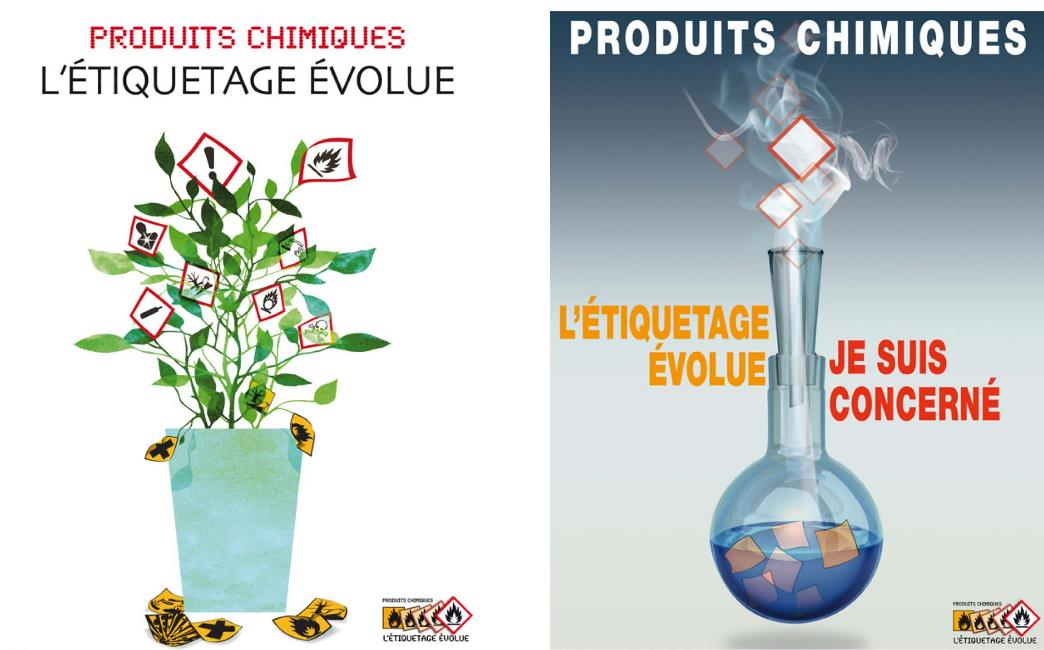 PRODUITS CHIMIQUES
L'ÉTIQUETAGE ÉVOLUE
PRODUITS CHIMIQUES
L'ÉTIQUETAGE ÉVOLUE
PRODUITS CHIMIQUES
L'ÉTIQUETAGE
ÉVOLUE
JE SUIS
CONCERNÉ
PRODUITS CHIMIQUES
L'ÉTIQUETAGE ÉVOLUE